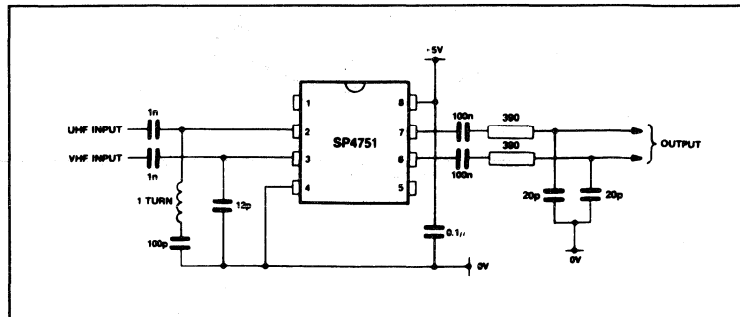 -5V
1n
UHF INPUT
VHF INPUT
1n
1 TURN
100p
12p
1
2
3
4
SP4751
8
7
6
5
100n
390
100n
390
OUTPUT
20p
20p
0.1μ
0V
0V